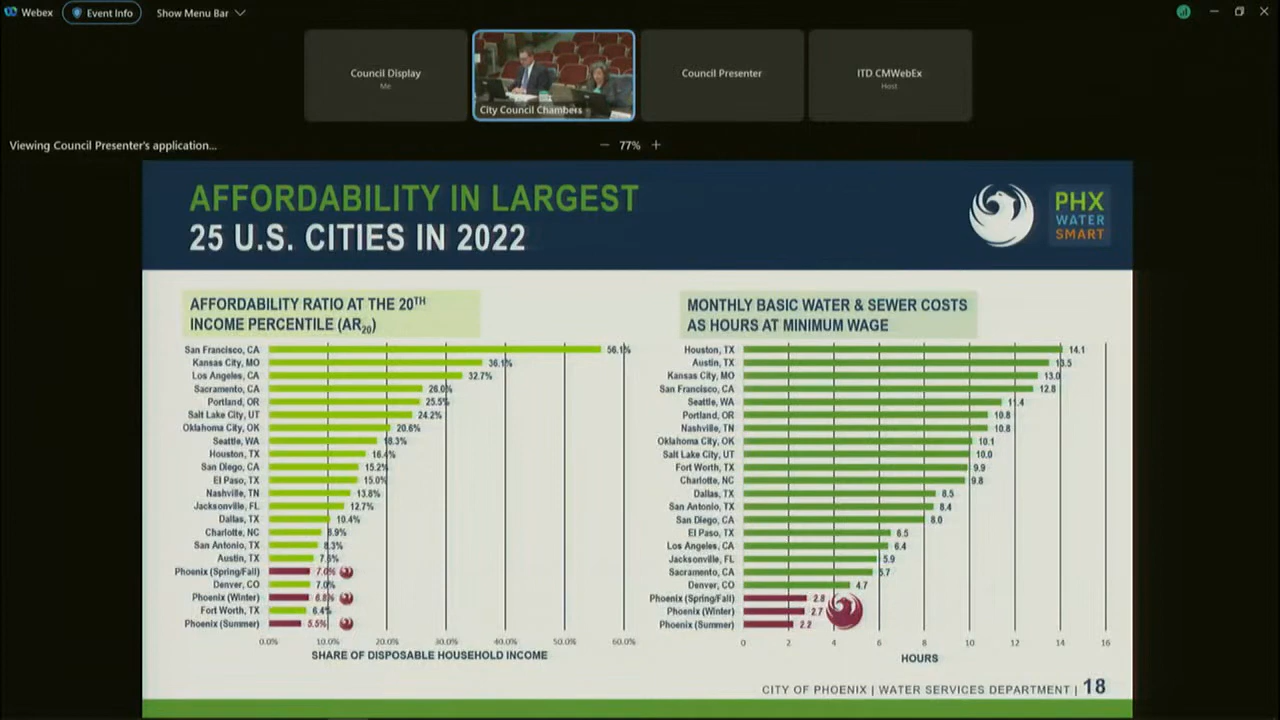 Webex
Event Info
Show Menu Bar
Council Display
Me
City Council Chambers
Council Presenter
ITD CMWebEx
Host
Viewing Council Presenter's application...
77%
AFFORDABILITY IN LARGEST
25 U.S. CITIES IN 2022
PHX
WATER
SMART
AFFORDABILITY RATIO AT THE 20TH
INCOME PERCENTILE (AR20)
San Francisco, CA 56.1%
Kansas City, MO 36.1%
Los Angeles, CA 32.7%
Sacramento, CA 26.0%
Portland, OR 25.5%
Salt Lake City, UT 24.2%
Oklahoma City, OK 20.6%
Seattle, WA 18.3%
Houston, TX 16.4%
San Diego, CA 15.2%
El Paso, TX 15.0%
Nashville, TN 13.8%
Jacksonville, FL 12.7%
Dallas, TX 10.4%
Charlotte, NC 8.9%
San Antonio, TX 8.3%
Austin, TX 7.6%
Phoenix (Spring/Fall) 7.0%
Denver, CO 7.0%
Phoenix (Winter) 6.8%
Fort Worth, TX 6.4%
Phoenix (Summer) 5.5%
0.0% 10.0% 20.0% 30.0% 40.0% 50.0% 60.0%
SHARE OF DISPOSABLE HOUSEHOLD INCOME
MONTHLY BASIC WATER & SEWER COSTS
AS HOURS AT MINIMUM WAGE
Houston, TX 14.1
Austin, TX 13.5
Kansas City, MO 13.0
San Francisco, CA 12.8
Seattle, WA 11.4
Portland, OR 10.8
Nashville, TN 10.8
Oklahoma City, OK 10.1
Salt Lake City, UT 10.0
Fort Worth, TX 9.9
Charlotte, NC 9.8
Dallas, TX 8.5
San Antonio, TX 8.4
San Diego, CA 8.0
El Paso, TX 6.5
Los Angeles, CA 6.4
Jacksonville, FL 5.9
Sacramento, CA 5.7
Denver, CO 4.7
Phoenix (Spring/Fall) 2.8
Phoenix (Winter) 2.7
Phoenix (Summer) 2.2
0 2 4 6 8 10 12 14 16
HOURS
CITY OF PHOENIX | WATER SERVICES DEPARTMENT | 18